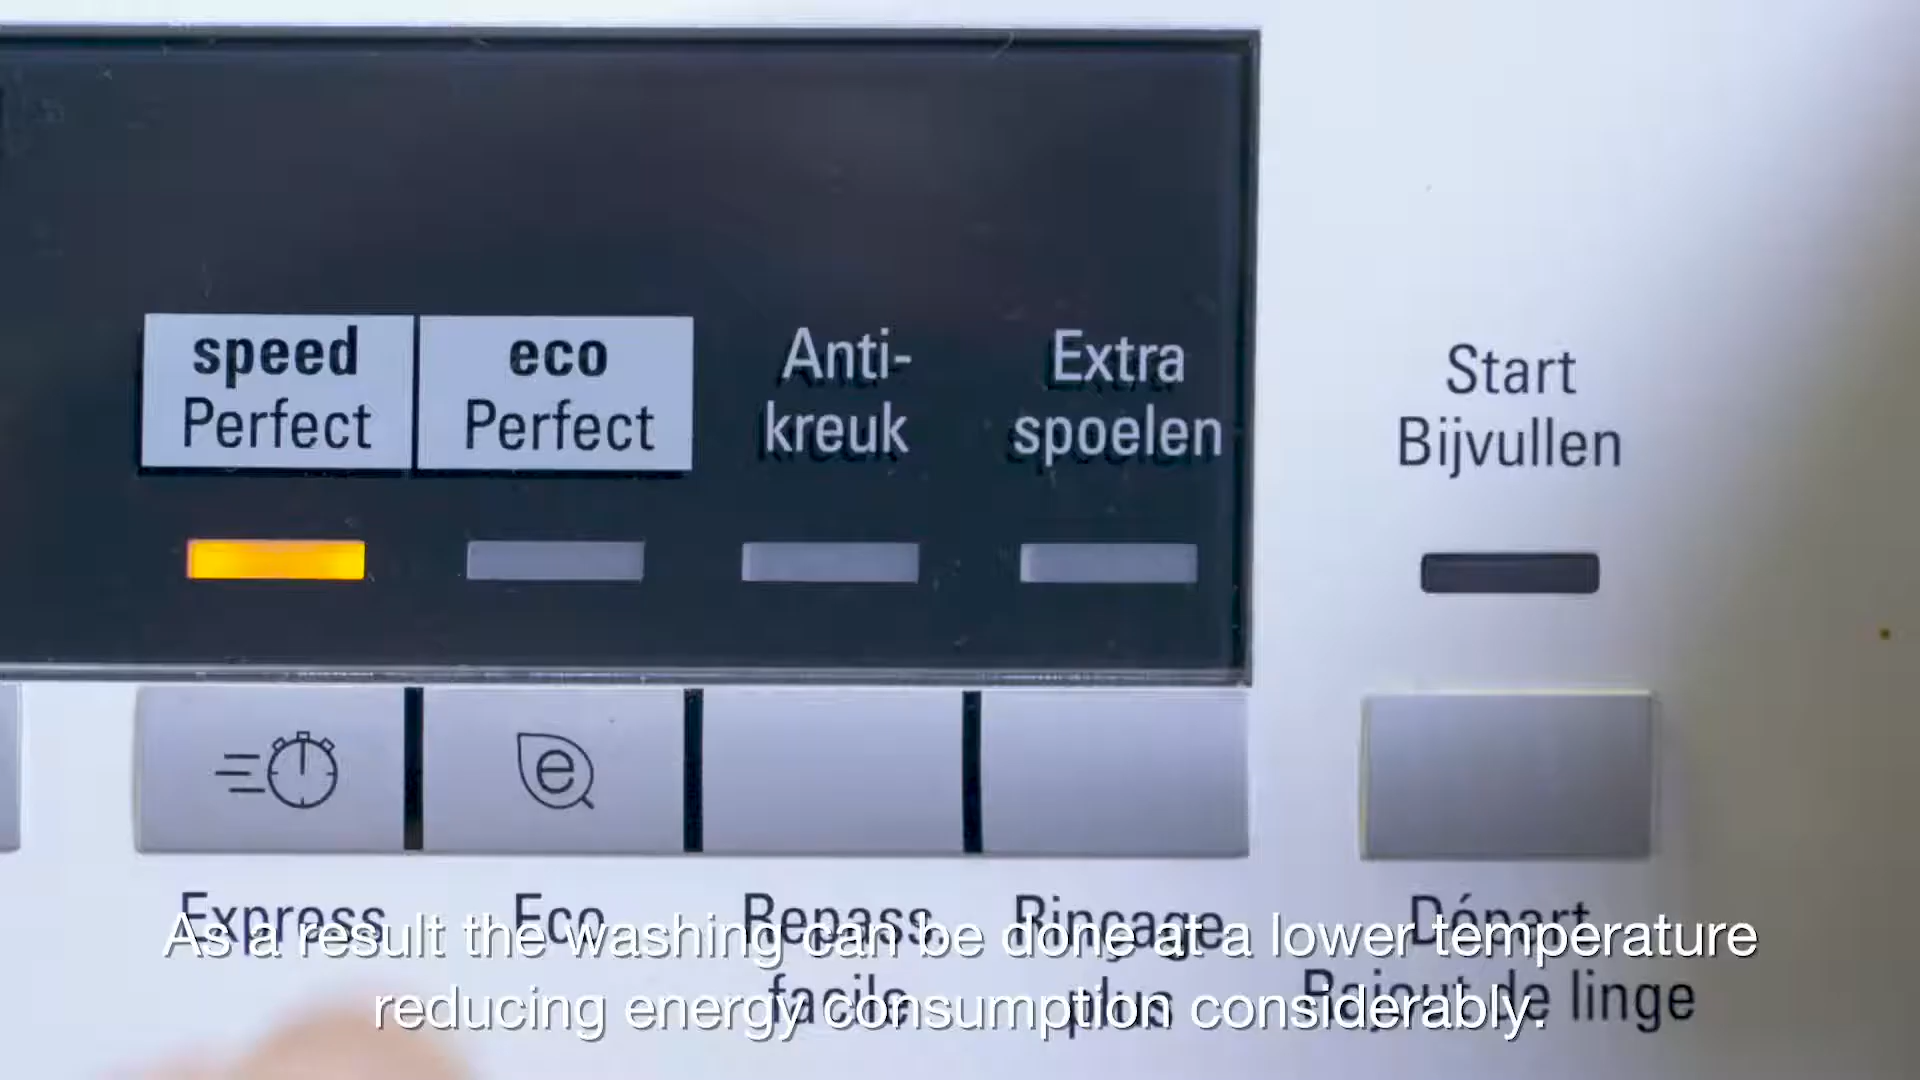 speed
Perfect
eco
Perfect
Anti-
kreuk
Extra
spoelen
Start
Bijvullen
e
Express
Eco
Repass
facile
Rinçage
plus
Départ
Rajout de linge
As a result the washing can be done at a lower temperature
reducing energy consumption considerably.